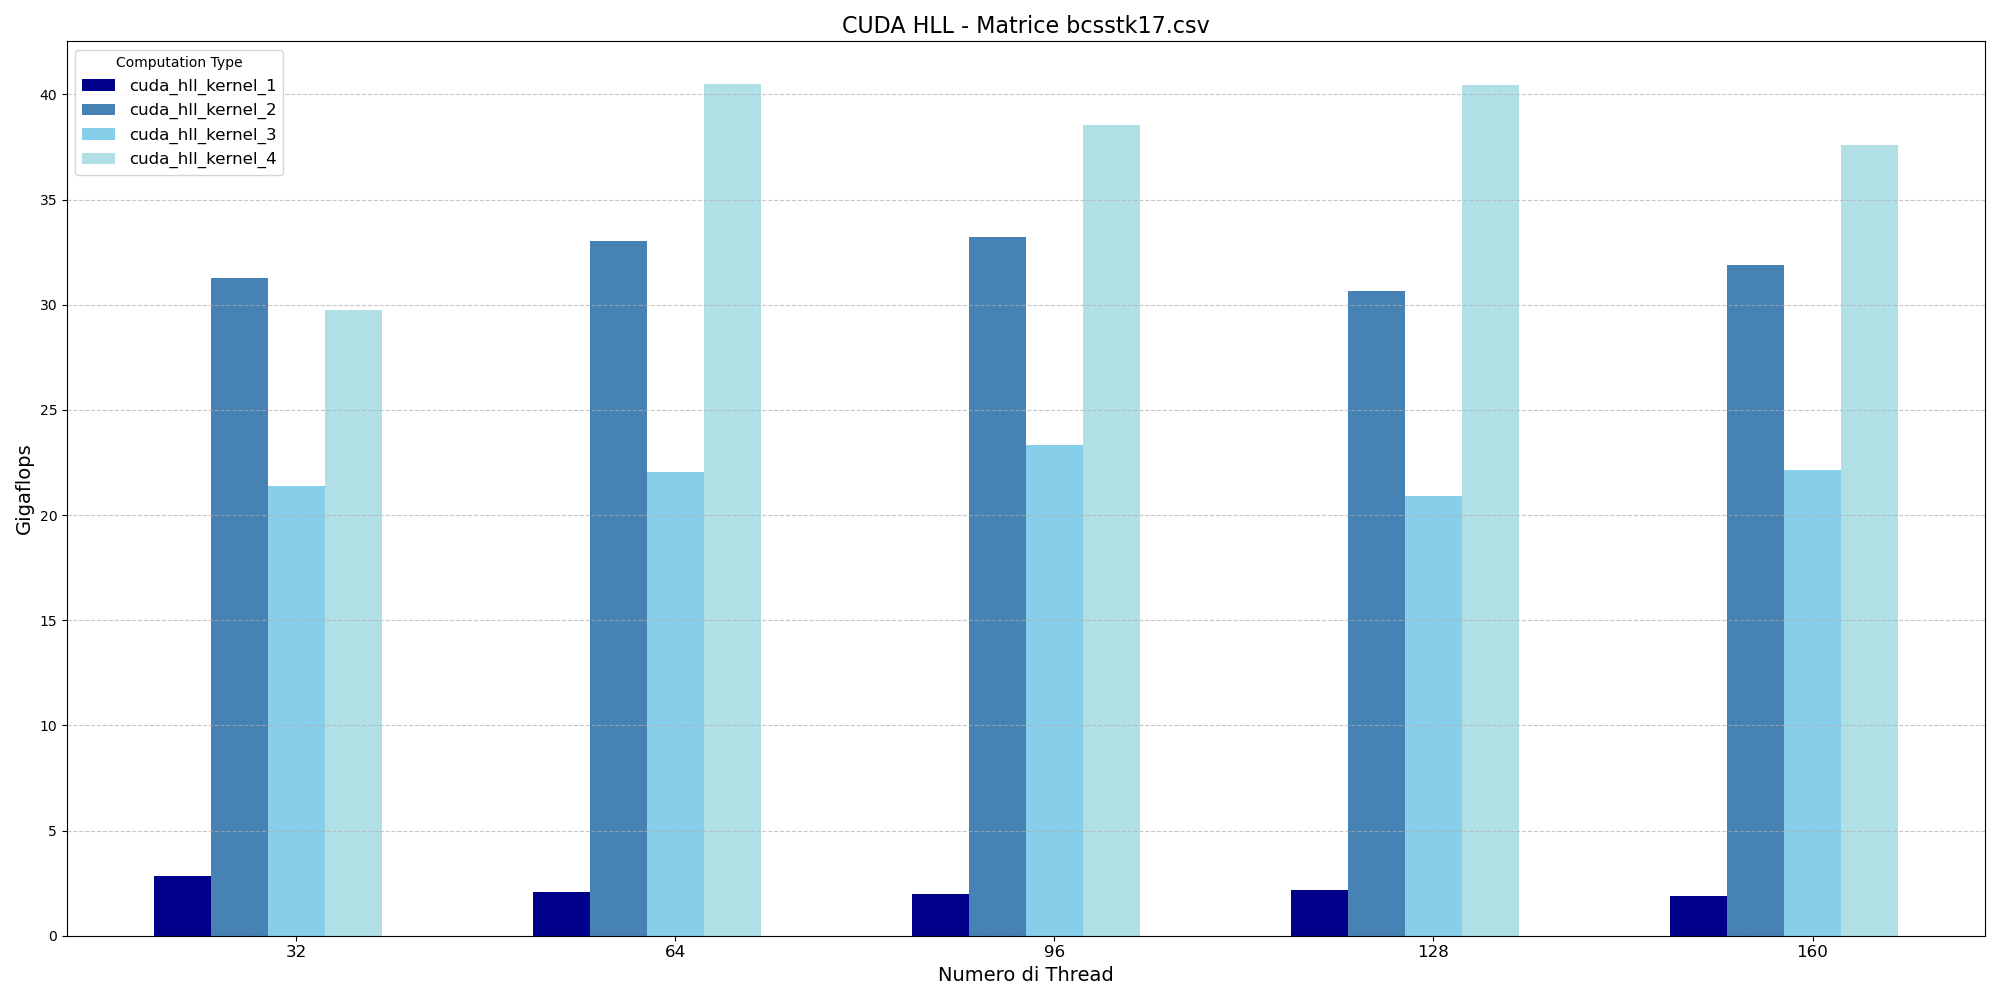 CUDA HLL - Matrice bcsstk17.csv
Computation Type
cuda_hll_kernel_1
cuda_hll_kernel_2
cuda_hll_kernel_3
cuda_hll_kernel_4
Gigaflops
40
35
30
25
20
15
10
5
0
32 64 96 128 160
Numero di Thread